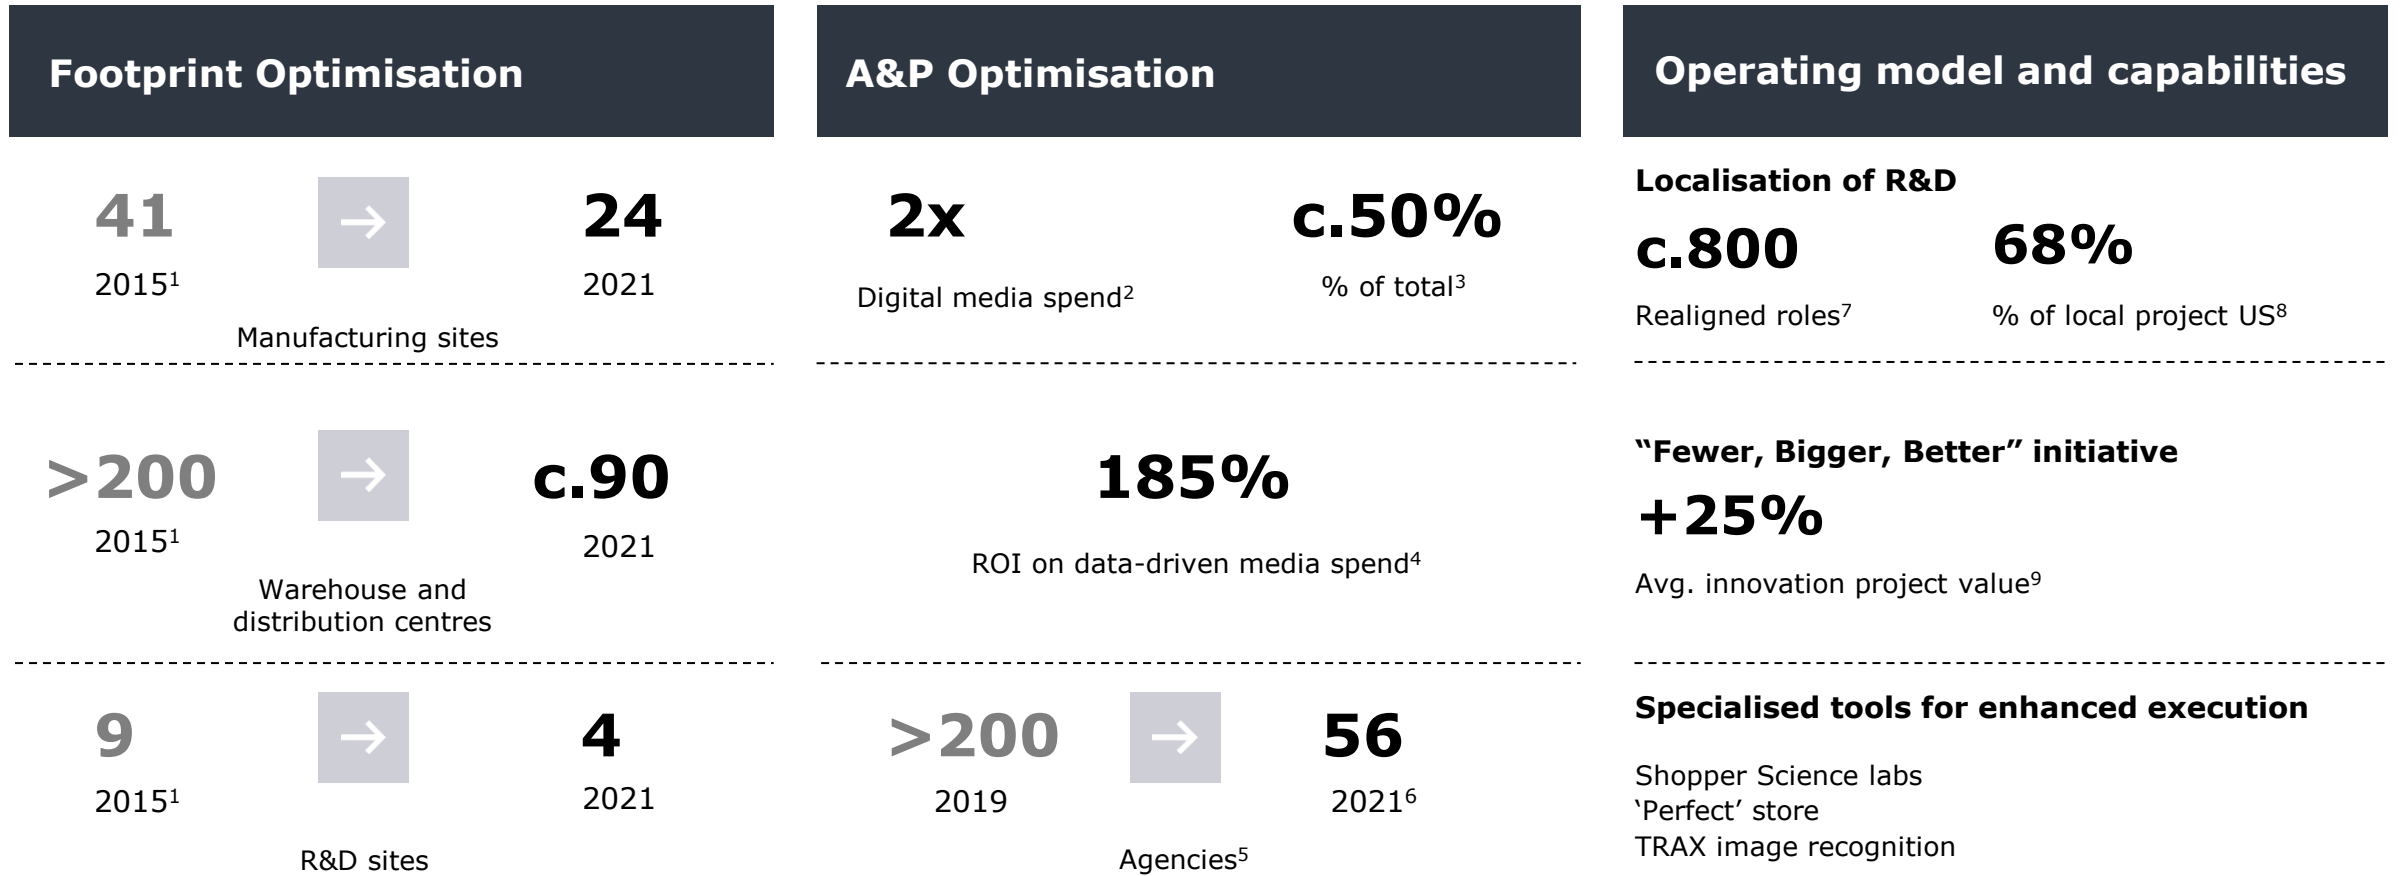 Footprint Optimisation
41
24
2015¹
2021
Manufacturing sites
>200
c.90
2015¹
2021
Warehouse and
distribution centres
9
4
2015¹
2021
R&D sites
A&P Optimisation
2x
c.50%
Digital media spend²
% of total³
185%
ROI on data-driven media spend⁴
>200
56
2019
2021⁶
Agencies⁵
Operating model and capabilities
Localisation of R&D
c.800
68%
Realigned roles⁷
% of local project US⁸
“Fewer, Bigger, Better” initiative
+25%
Avg. innovation project value⁹
Specialised tools for enhanced execution
Shopper Science labs
‘Perfect’ store
TRAX image recognition